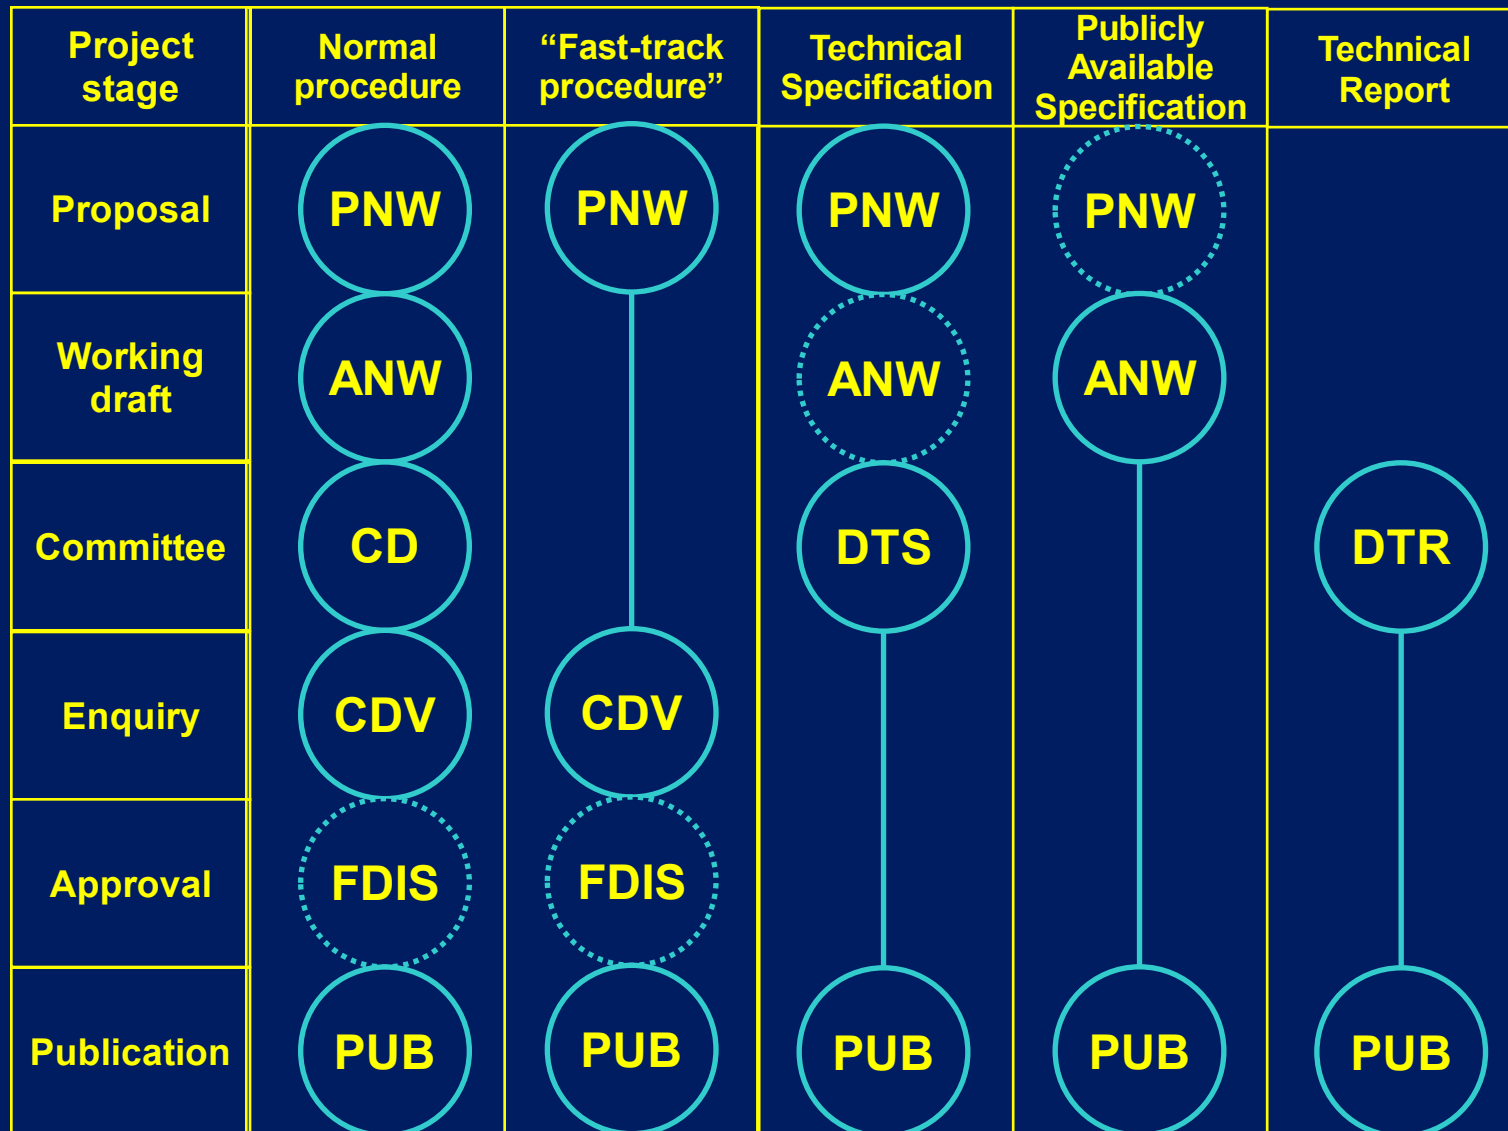 Project
stage
Normal
procedure
“Fast-track
procedure”
Technical
Specification
Publicly
Available
Specification
Technical
Report
Proposal
PNW
PNW
PNW
PNW
Working
draft
ANW
ANW
ANW
Committee
CD
DTS
DTR
Enquiry
CDV
CDV
Approval
FDIS
FDIS
Publication
PUB
PUB
PUB
PUB
PUB